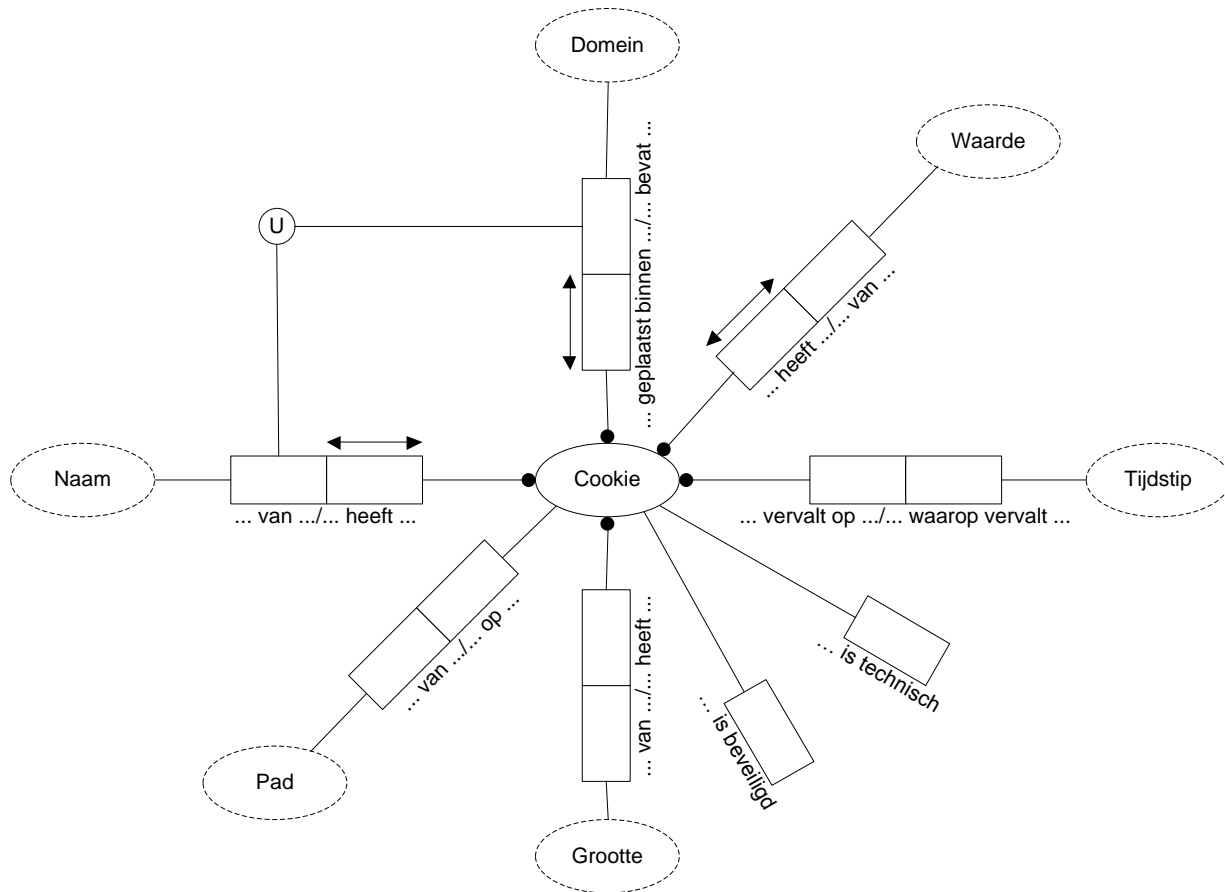 Domein
Waarde
U
... geplaatst binnen .../... bevat ...
... heeft .../... van ...
Naam
Cookie
Tijdstip
... van .../... heeft ...
... vervalt op .../... waarop vervalt ...
... van .../... op ...
... van .../... heeft ...
... is technisch
... is beveiligd
Pad
Grootte